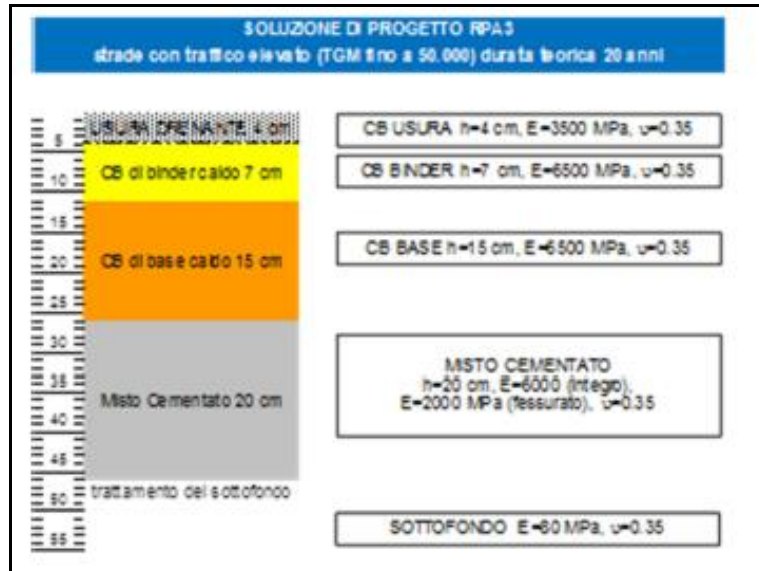 SOLUZIONE DI PROGETTO RPA3
strade con traffico elevato (TGM fino a 50.000) durata teorica 20 anni
USURA DRENANTE 4 cm
CB USURA h=4 cm, E=3500 MPa, υ=0.35
5
CB di binder caldo 7 cm
CB BINDER h=7 cm, E=6500 MPa, υ=0.35
10
15
CB di base caldo 15 cm
CB BASE h=15 cm, E=6500 MPa, υ=0.35
20
25
30
MISTO CEMENTATO
h=20 cm, E=6000 (integro),
E=2000 MPa (fessurato), υ=0.35
35
Misto Cementato 20 cm
40
45
trattamento del sottofondo
50
SOTTOFONDO E=80 MPa, υ=0.35
55